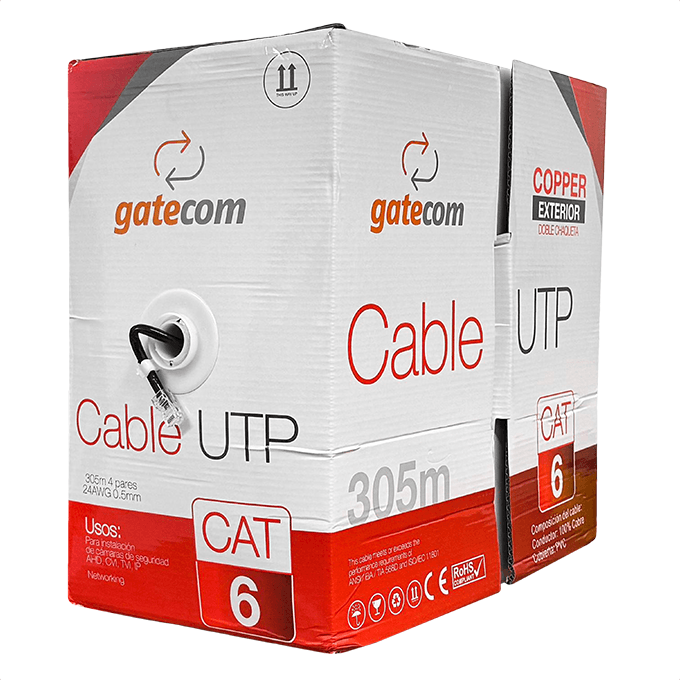 THIS WAY UP
gatecom
Cable UTP
305m 4 pares
24AWG 0.5mm
Usos:
Para instalación
de cámaras de seguridad
AHD, CVI, TVI, IP
Networking
CAT
6
gatecom
Cable
305m
This cable meets or exceeds the
performance requirements of
ANSI/EIA/TIA 568D and ISO/IEC 11801
CE
RoHS
COMPLIANT
COPPER
EXTERIOR
DOBLE CHAQUETA
UTP
CAT
6
Composición del cable:
Conductor: 100% Cobre
Cubierta: PVC